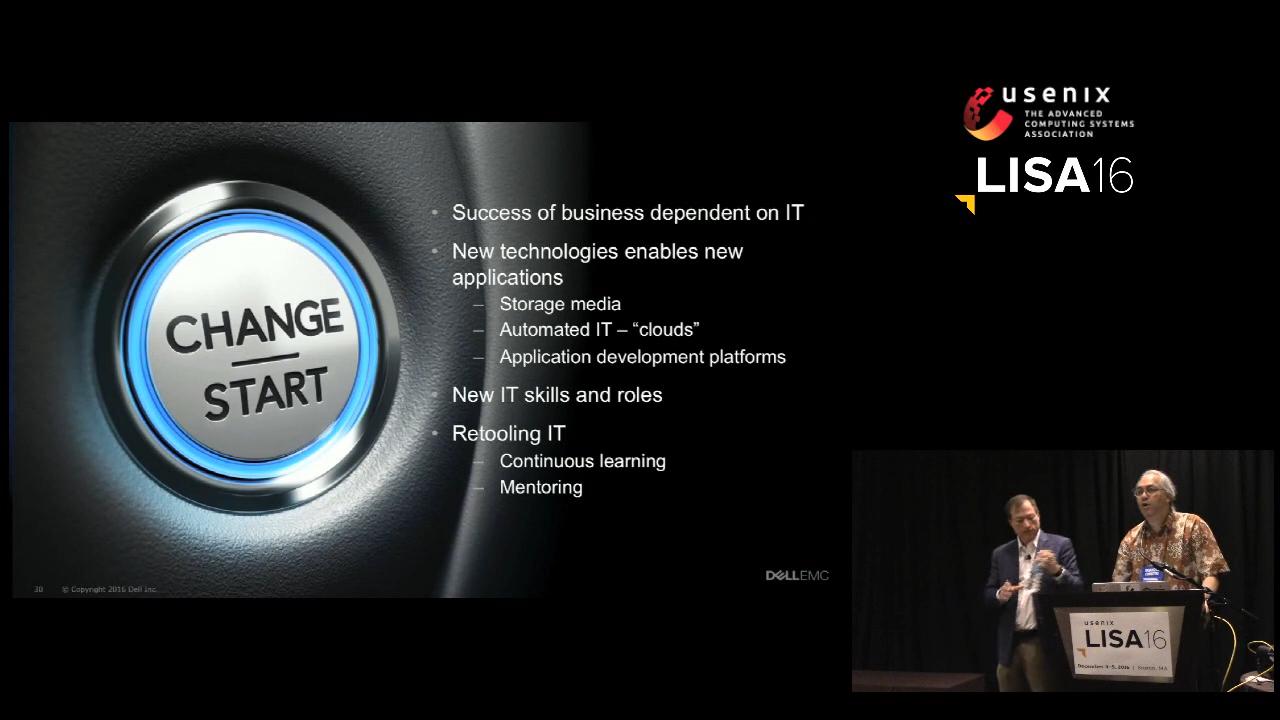 usenix
THE ADVANCED
COMPUTING SYSTEMS
ASSOCIATION
LISA16
CHANGE
START
Success of business dependent on IT
New technologies enables new
applications
– Storage media
– Automated IT – “clouds”
– Application development platforms
New IT skills and roles
Retooling IT
– Continuous learning
– Mentoring
30 © Copyright 2016 Dell Inc.
DELLEMC
usenix
LISA16